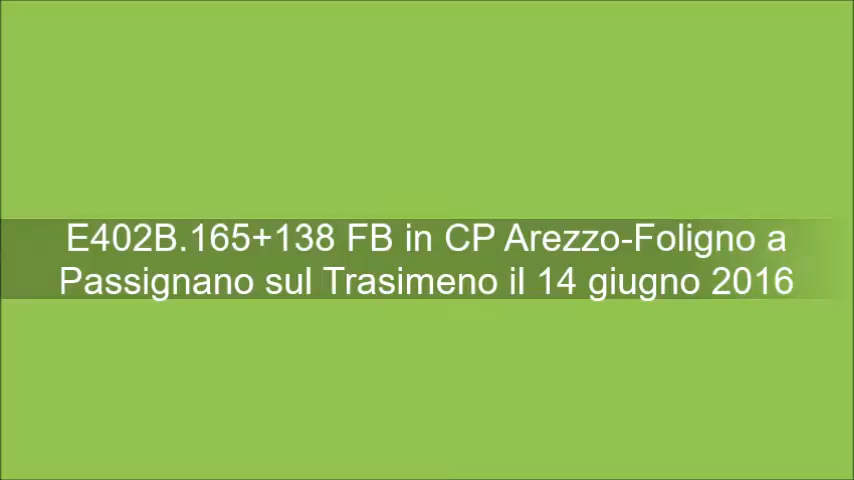 E402B.165+138 FB in CP Arezzo-Foligno a
Passignano sul Trasimeno il 14 giugno 2016